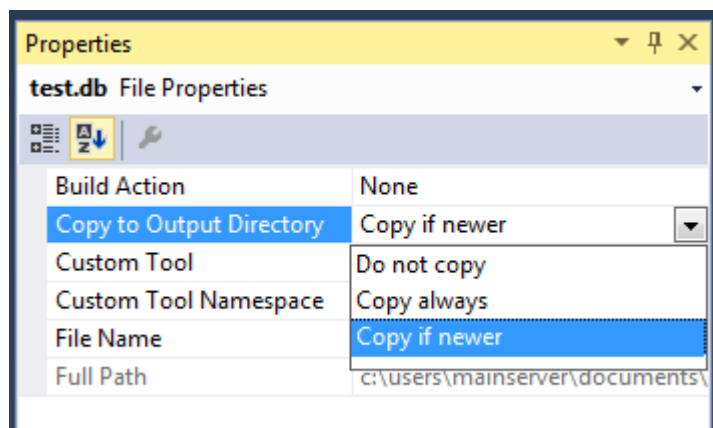 Properties
test.db File Properties
Build Action None
Copy to Output Directory Copy if newer
Custom Tool Do not copy
Custom Tool Namespace Copy always
File Name Copy if newer
Full Path c:\users\mainserver\documents\